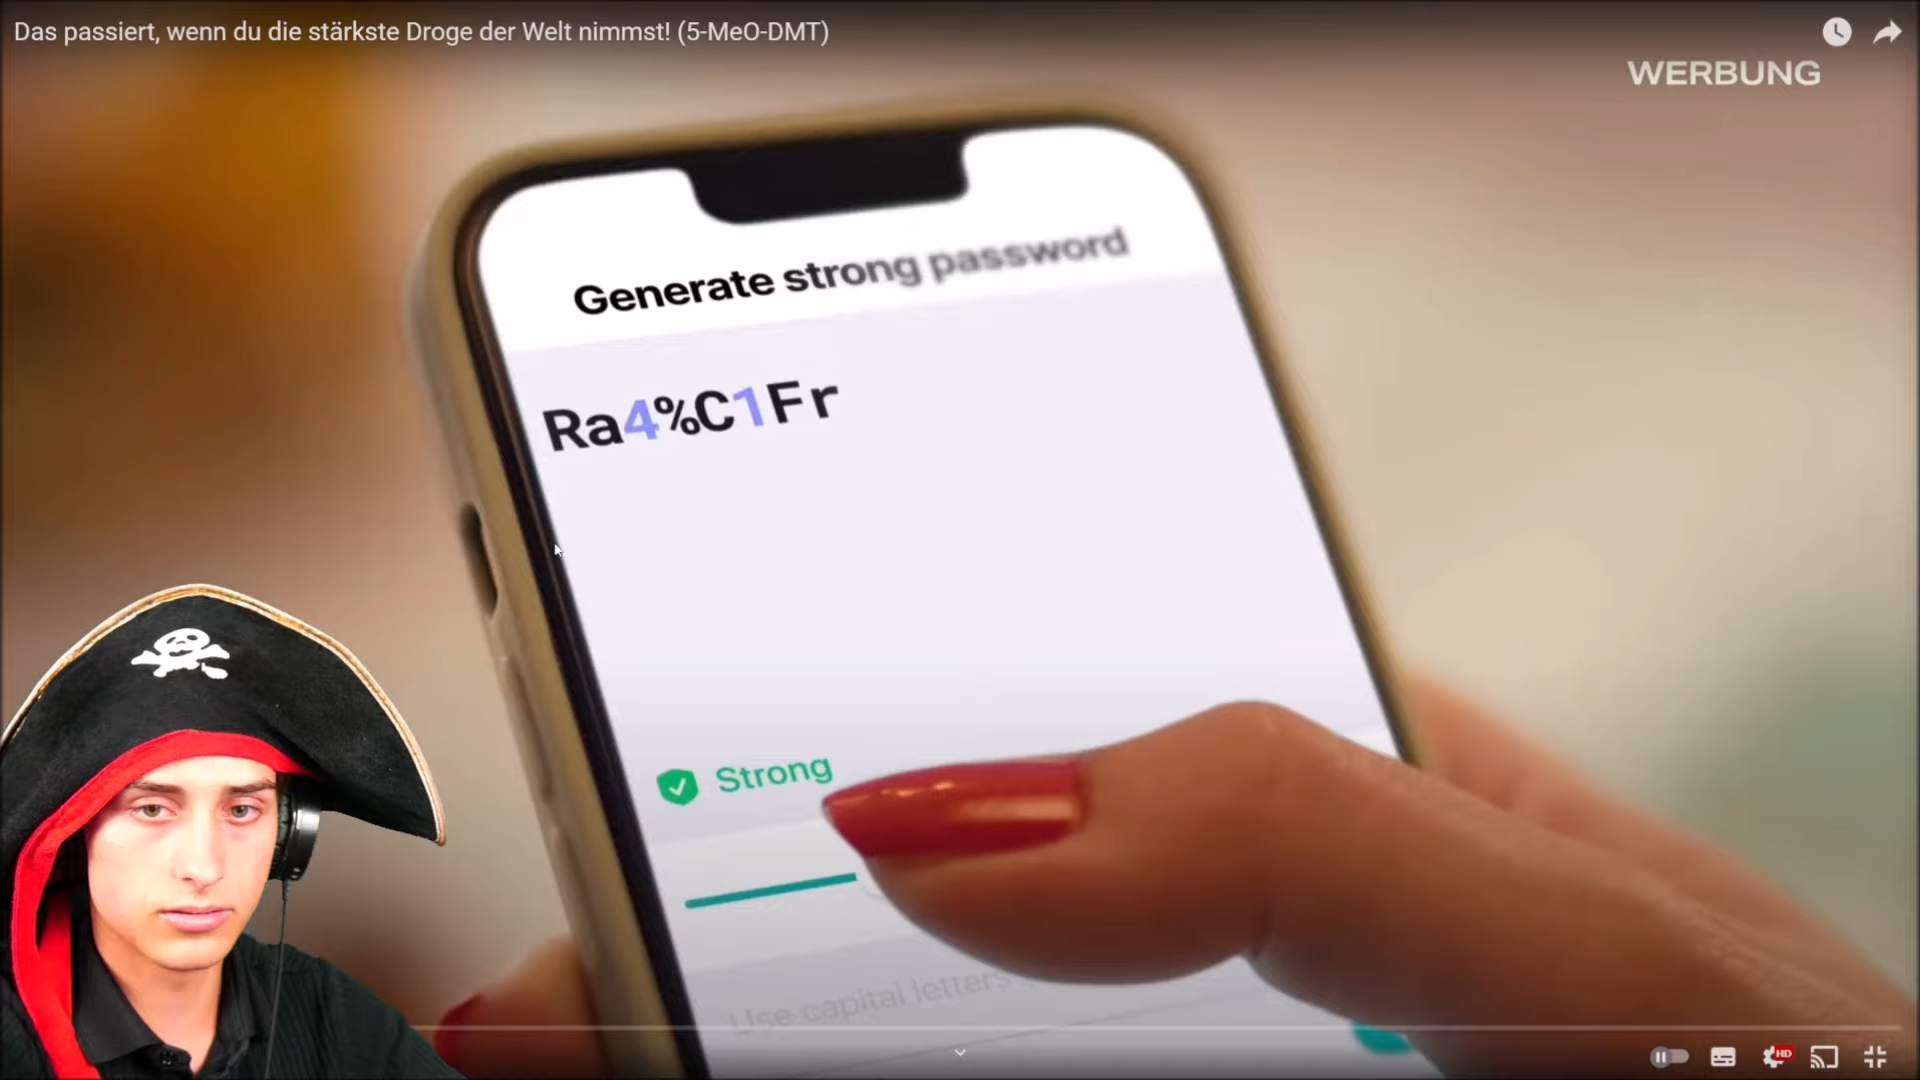 Das passiert, wenn du die stärkste Droge der Welt nimmst! (5-MeO-DMT)
WERBUNG
Generate strong password
Ra4%C1Fr
Strong
Use capital letters
HD